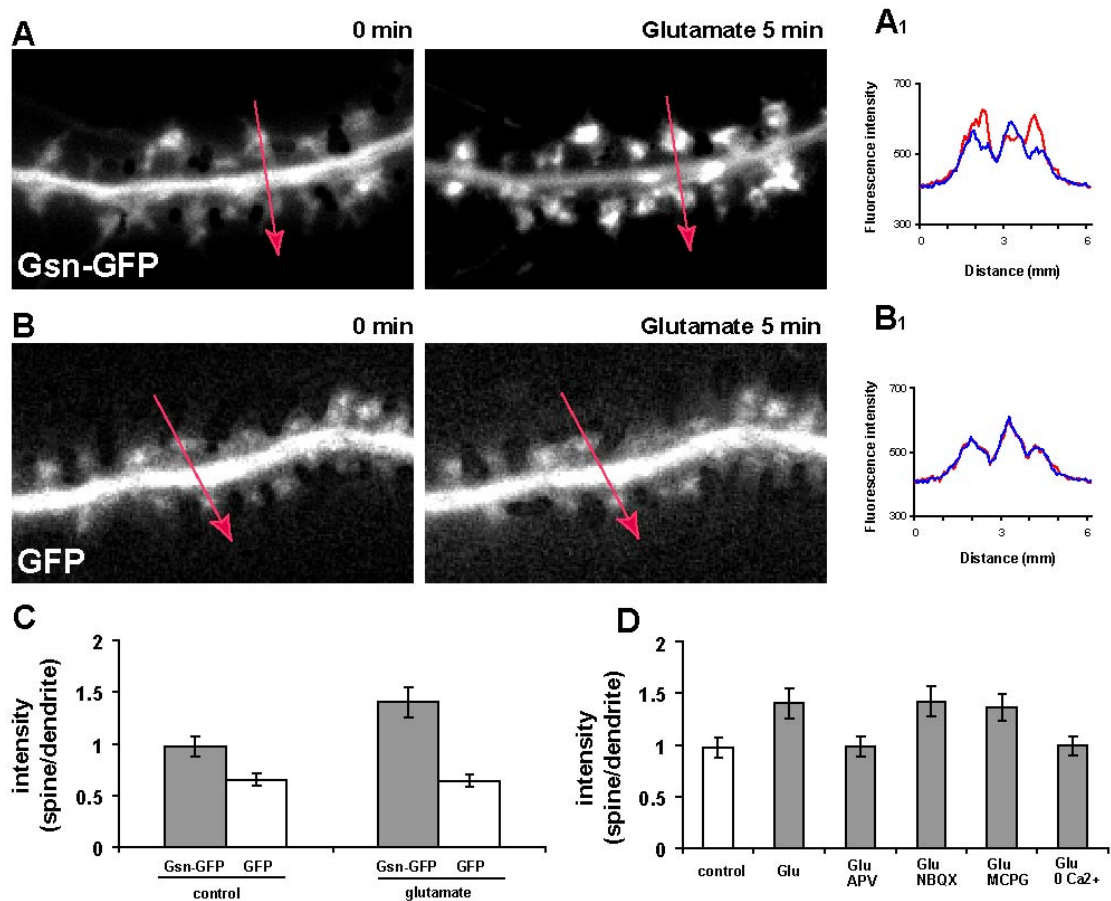 A
0 min
Glutamate 5 min
A1
Gsn-GFP
Fluorescence intensity
700
500
300
0
3
6
Distance (mm)
B
0 min
Glutamate 5 min
B1
GFP
Fluorescence intensity
700
500
300
0
3
6
Distance (mm)
C
intensity
(spine/dendrite)
2
1.5
1
0.5
0
Gsn-GFP GFP
control
Gsn-GFP GFP
glutamate
D
intensity
(spine/dendrite)
2
1.5
1
0.5
0
control
Glu
Glu
APV
Glu
NBQX
Glu
MCPG
Glu
0 Ca2+